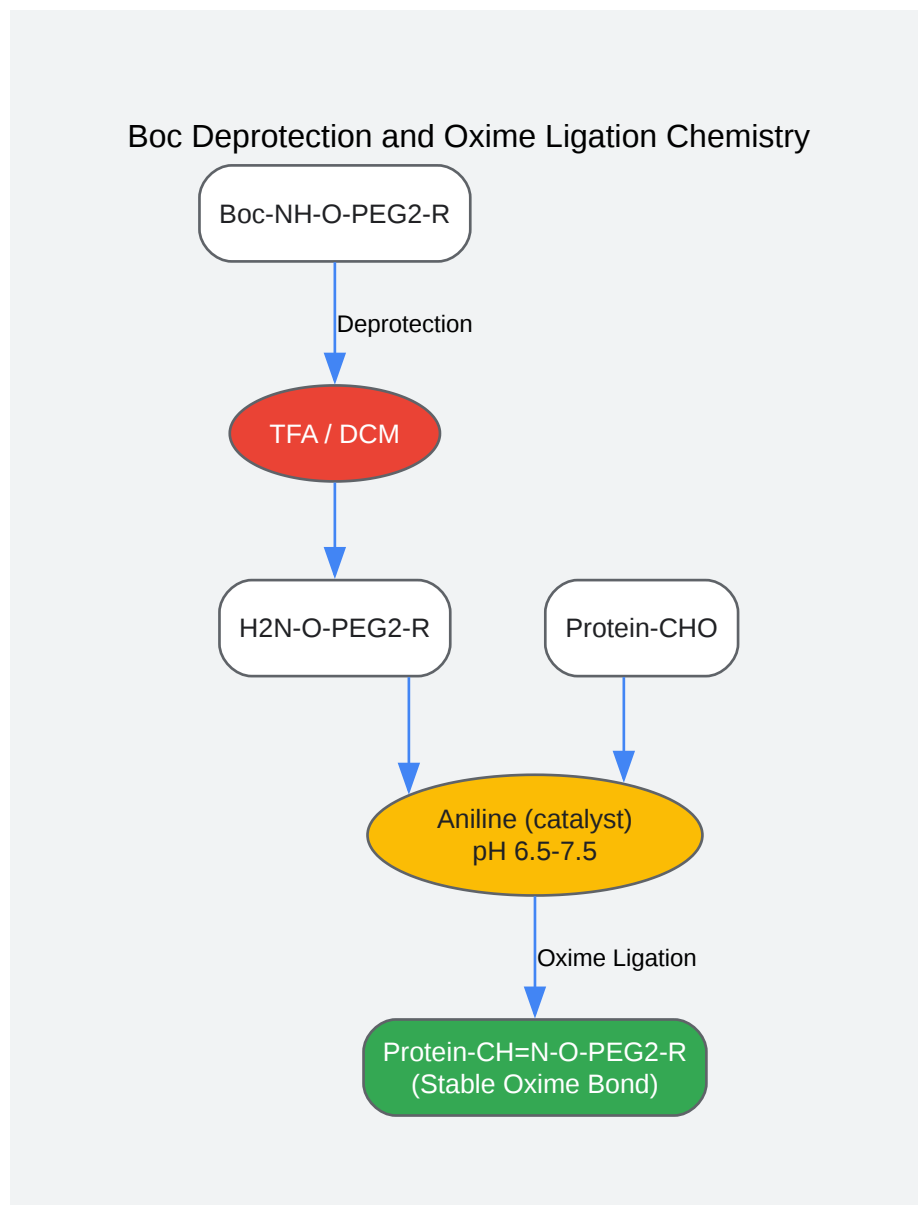 Boc Deprotection and Oxime Ligation Chemistry
Boc-NH-O-PEG2-R
Deprotection
TFA / DCM
H2N-O-PEG2-R
Protein-CHO
Aniline (catalyst)
pH 6.5-7.5
Oxime Ligation
Protein-CH=N-O-PEG2-R
(Stable Oxime Bond)